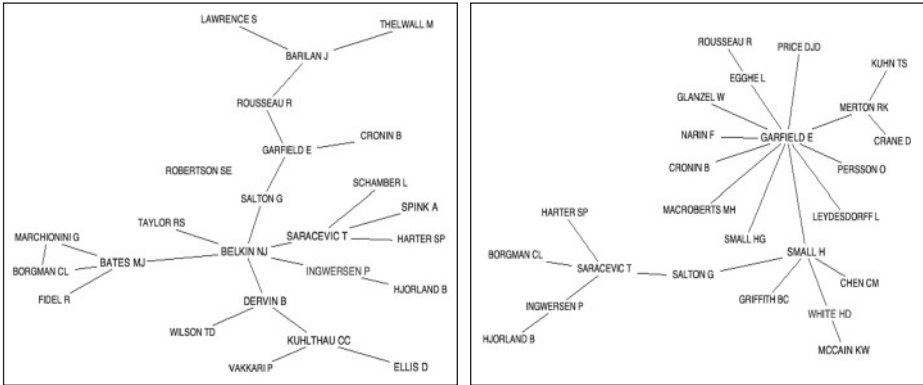 LAWRENCE S
THELWALL M
BARILAN J
ROUSSEAU R
CRONIN B
GARFIELD E
ROBERTSON SE
SCHAMBER L
SALTON G
SPINK A
TAYLOR RS
SARACEVIC T
HARTER SP
MARCHIONINI G
BELKIN NJ
BATES MJ
BORGMAN CL
INGWERSEN P
HJORLAND B
FIDEL R
DERVIN B
WILSON TD
KUHLTHAU CC
VAKKARI P
ELLIS D
ROUSSEAU R
PRICE DJD
KUHN TS
EGGHE L
GLANZEL W
MERTON RK
NARIN F
GARFIELD E
CRANE D
CRONIN B
PERSSON O
MACROBERTS MH
LEYDESDORFF L
HARTER SP
SMALL HG
BORGMAN CL
SMALL H
SARACEVIC T
SALTON G
CHEN CM
GRIFFITH BC
INGWERSEN P
WHITE HD
HJORLAND B
MCCAIN KW